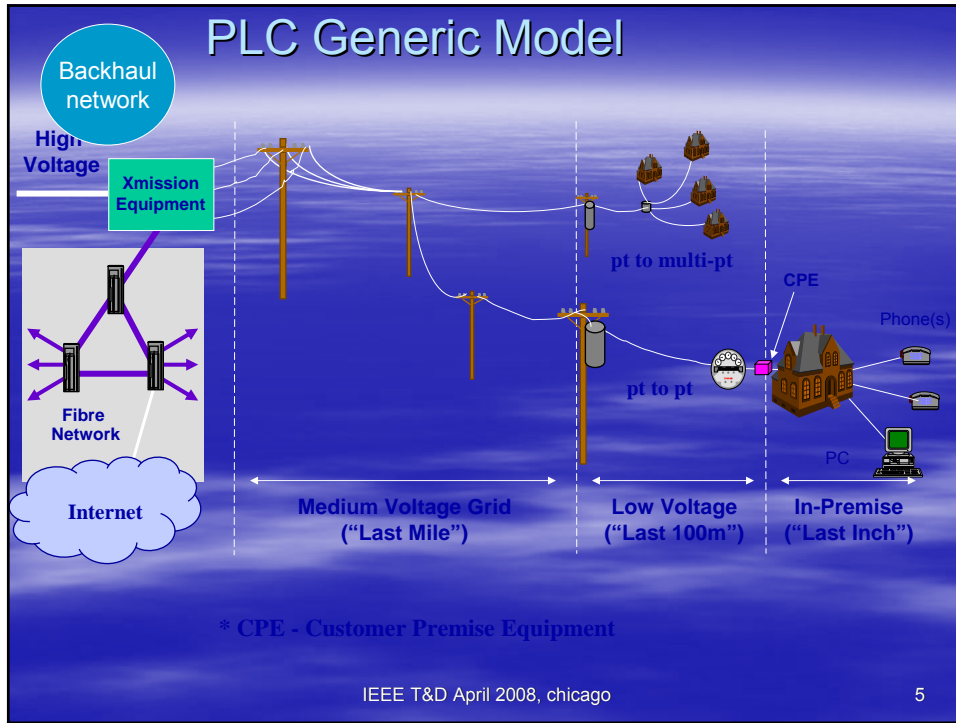 PLC Generic Model
Backhaul
network
High
Voltage
Xmission
Equipment
pt to multi-pt
CPE
Phone(s)
pt to pt
Fibre
Network
PC
Internet
Medium Voltage Grid
(“Last Mile”)
Low Voltage
(“Last 100m”)
In-Premise
(“Last Inch”)
* CPE - Customer Premise Equipment
IEEE T&D April 2008, chicago
5